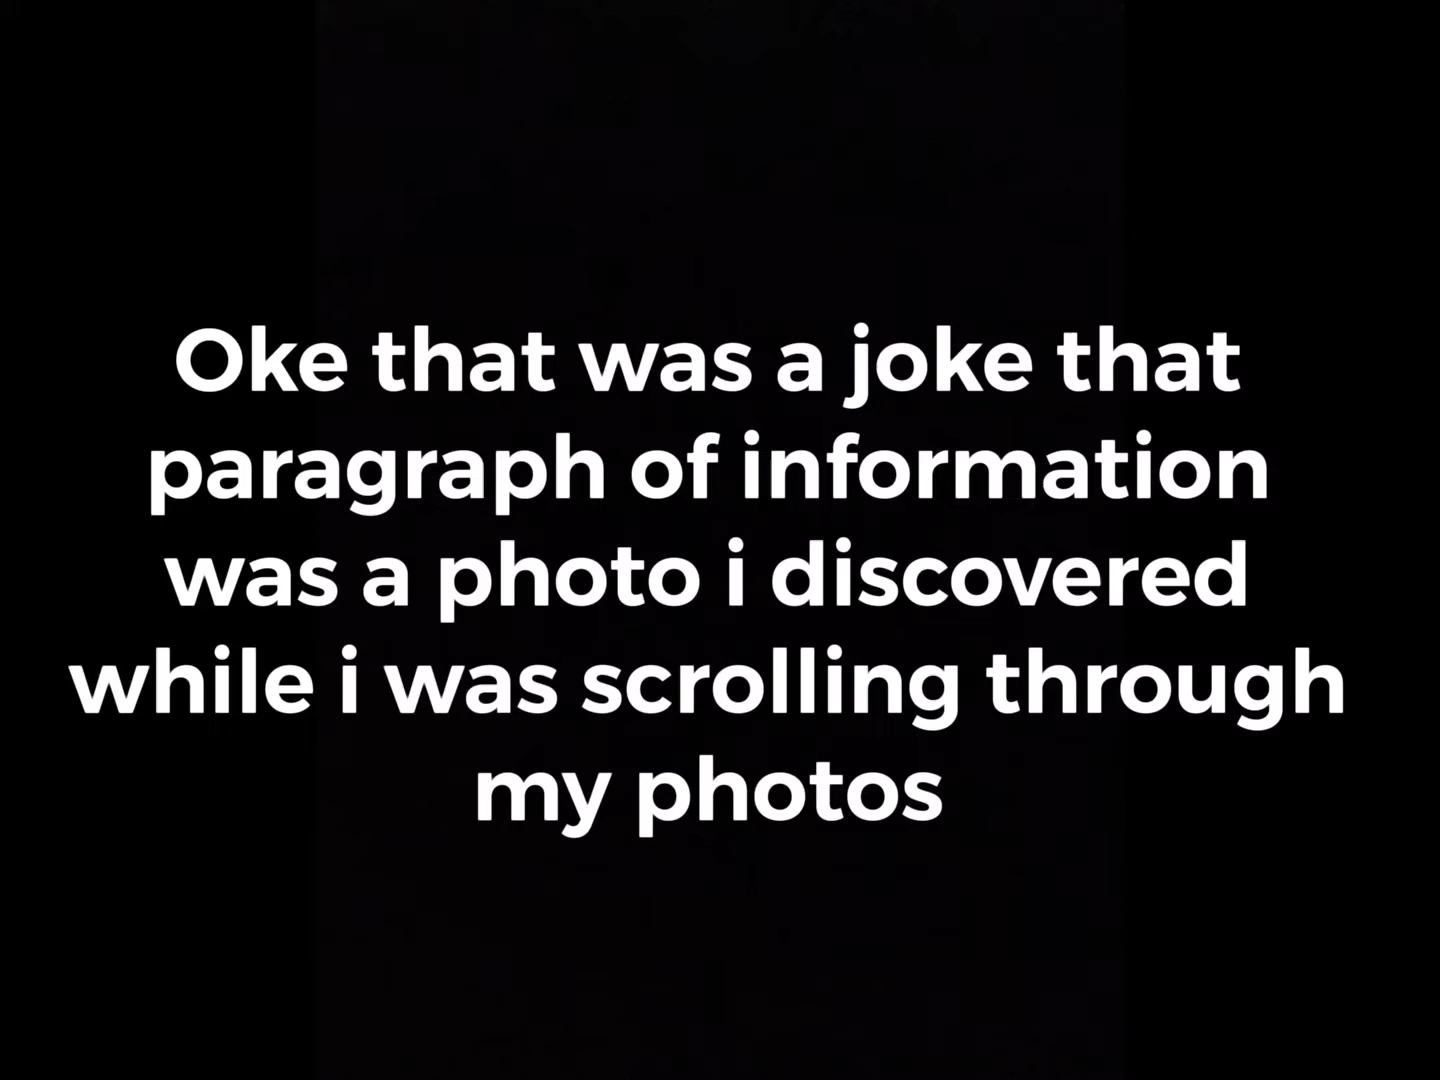 Oke that was a joke that
paragraph of information
was a photo i discovered
while i was scrolling through
my photos